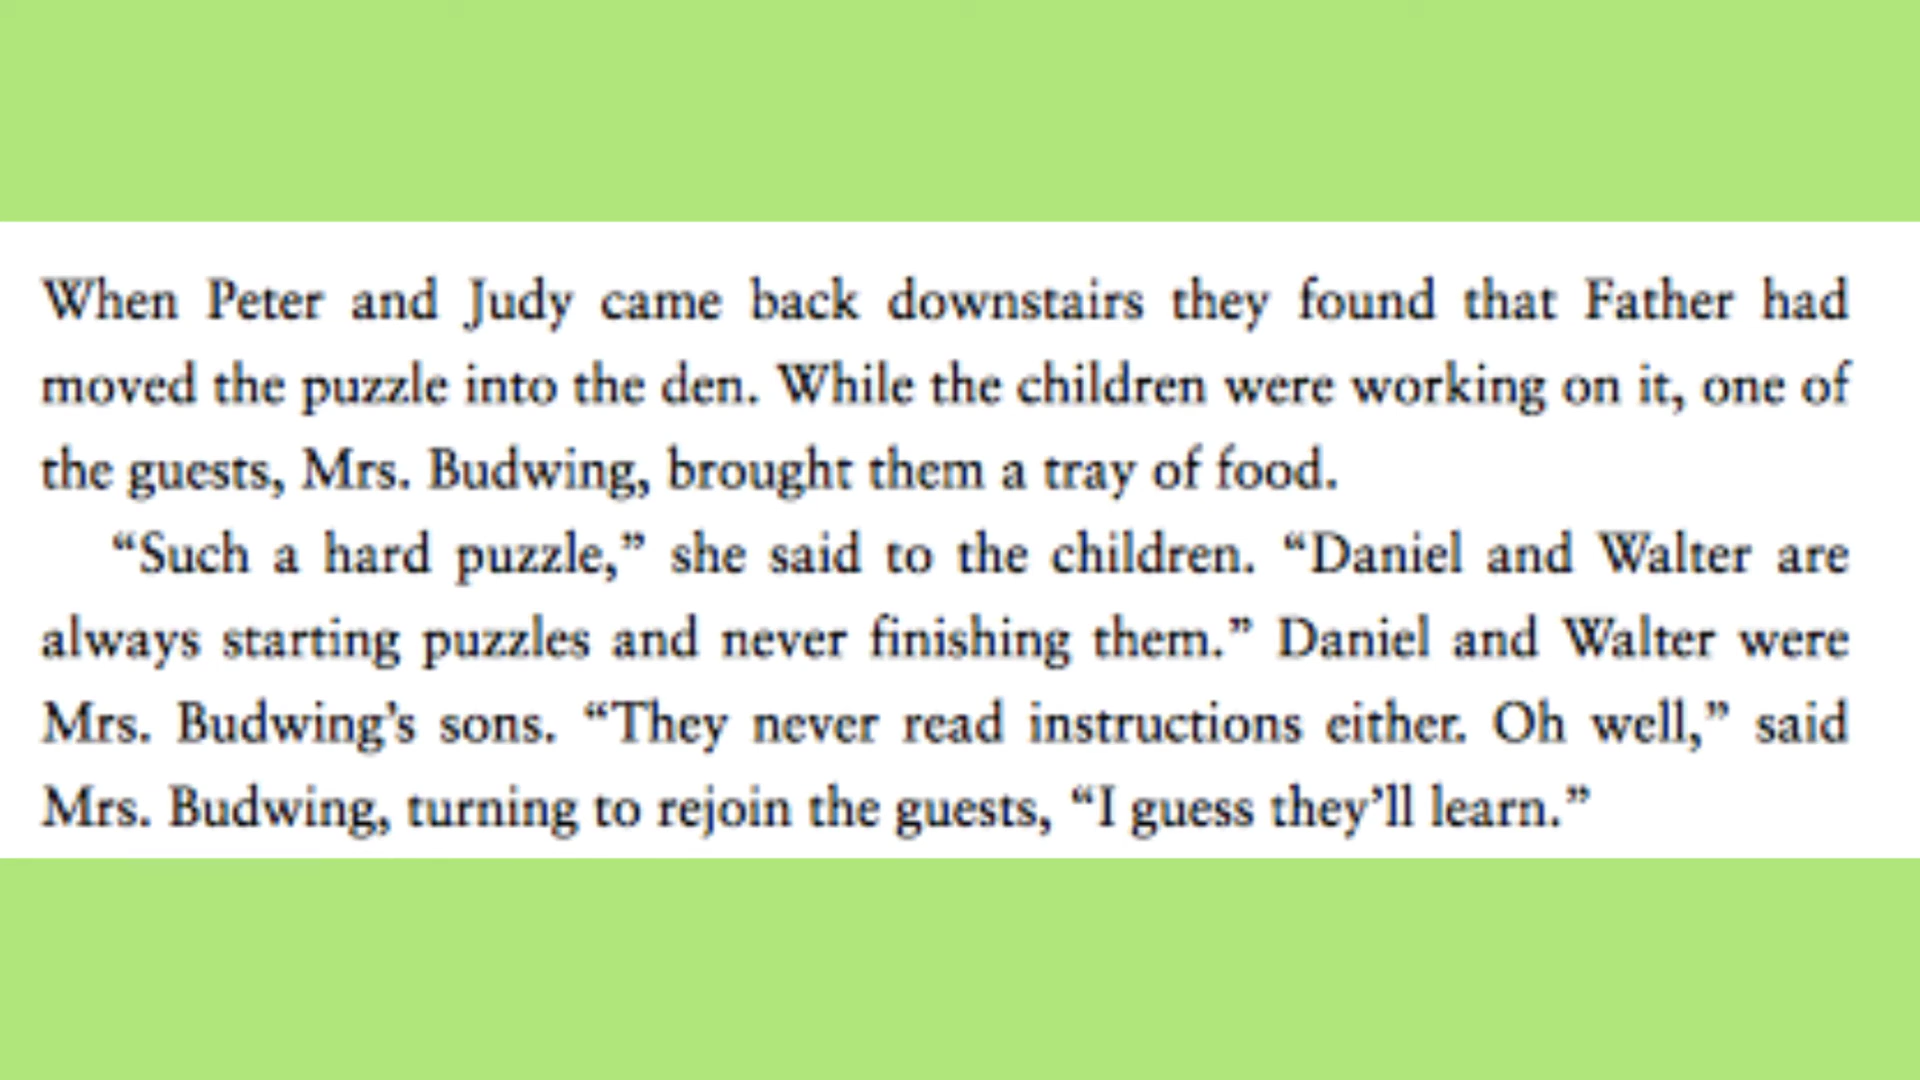 When Peter and Judy came back downstairs they found that Father had
moved the puzzle into the den. While the children were working on it, one of
the guests, Mrs. Budwing, brought them a tray of food.
“Such a hard puzzle,” she said to the children. “Daniel and Walter are
always starting puzzles and never finishing them.” Daniel and Walter were
Mrs. Budwing’s sons. “They never read instructions either. Oh well,” said
Mrs. Budwing, turning to rejoin the guests, “I guess they’ll learn.”